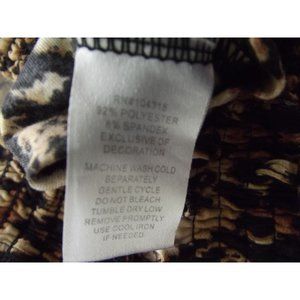 RN#104318
92% POLYESTER
8% SPANDEX
EXCLUSIVE OF
DECORATION
MACHINE WASH COLD
SEPARATELY
GENTLE CYCLE
DO NOT BLEACH
TUMBLE DRY LOW
REMOVE PROMPTLY
USE COOL IRON
IF NEEDED